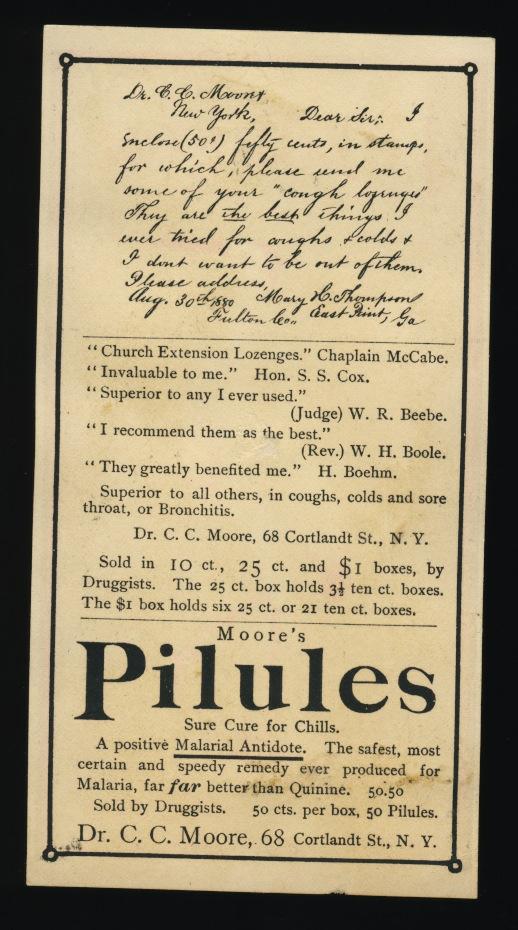 Dr. C. C. Moore
New York, Dear Sir: I
Enclose (50¢) fifty cents, in stamps,
for which, please send me
some of your "cough lozenges"
They are the best things I
ever tried for coughs & colds &
I dont want to be out of them.
Please address,
Aug. 30th 1880 Mary H. Thompson
Fulton Co., East Point, Ga
"Church Extension Lozenges." Chaplain McCabe.
"Invaluable to me." Hon. S. S. Cox.
"Superior to any I ever used."
(Judge) W. R. Beebe.
"I recommend them as the best."
(Rev.) W. H. Boole.
"They greatly benefited me." H. Boehm.
Superior to all others, in coughs, colds and sore
throat, or Bronchitis.
Dr. C. C. Moore, 68 Cortlandt St., N. Y.
Sold in 10 ct., 25 ct. and $1 boxes, by
Druggists. The 25 ct. box holds 3½ ten ct. boxes.
The $1 box holds six 25 ct. or 21 ten ct. boxes.
Moore's
Pilules
Sure Cure for Chills.
A positive Malarial Antidote. The safest, most
certain and speedy remedy ever produced for
Malaria, far far better than Quinine. 50.50
Sold by Druggists. 50 cts. per box, 50 Pilules.
Dr. C. C. Moore, 68 Cortlandt St., N. Y.